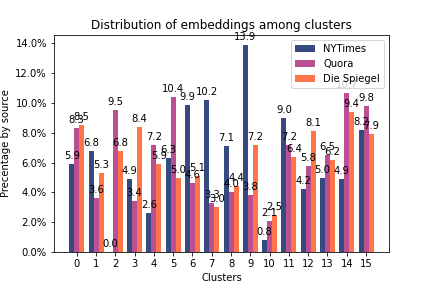 Distribution of embeddings among clusters
Precentage by source
14.0%
12.0%
10.0%
8.0%
6.0%
4.0%
2.0%
0.0%
NYTimes
Quora
Die Spiegel
5.9 8.3 8.5
6.8 3.6 5.3
0.0 9.5 6.8
4.9 3.4 8.4
2.6 7.2 5.9
6.3 10.4 5.0
9.9 4.6 5.1
10.2 3.3 3.0
7.1 4.0 4.4
13.9 3.8 7.2
0.8 2.1 2.5
9.0 7.2 6.4
4.2 5.8 8.1
5.0 6.5 6.2
4.9 9.4
8.2 9.8 7.9
0 1 2 3 4 5 6 7 8 9 10 11 12 13 14 15
Clusters